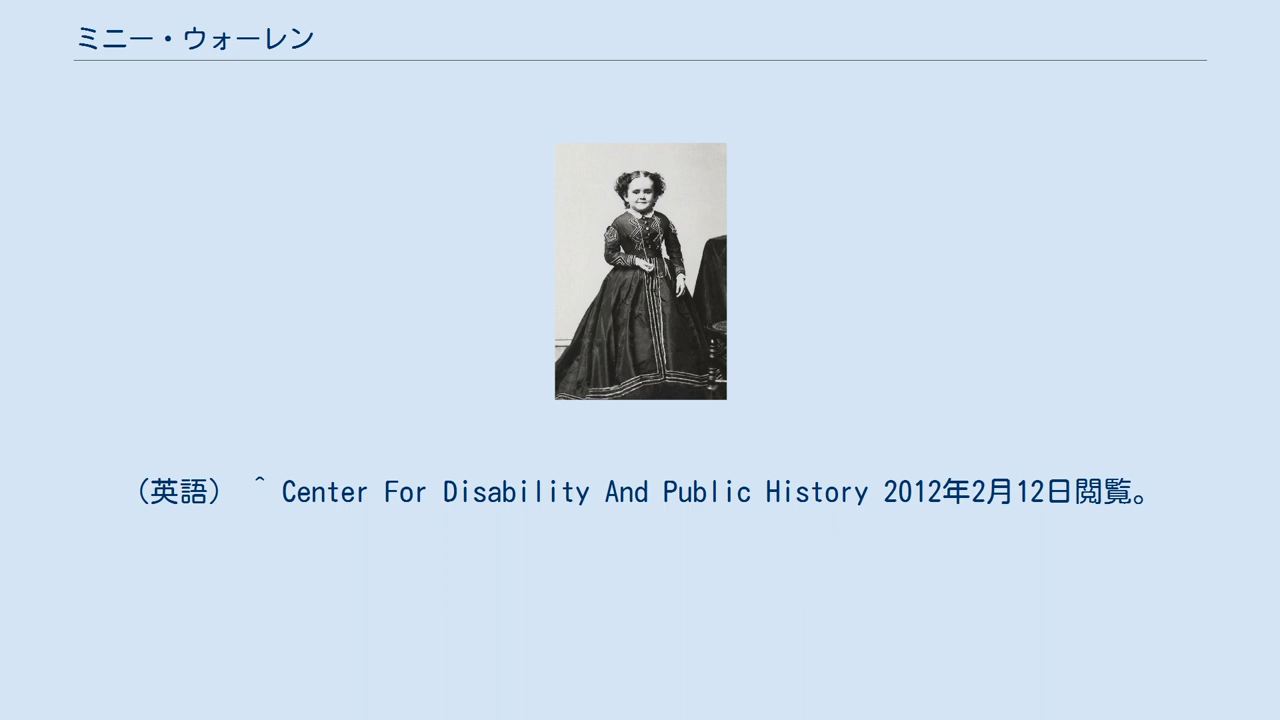 ミニー・ウォーレン
（英語） ^ Center For Disability And Public History 2012年2月12日閲覧。